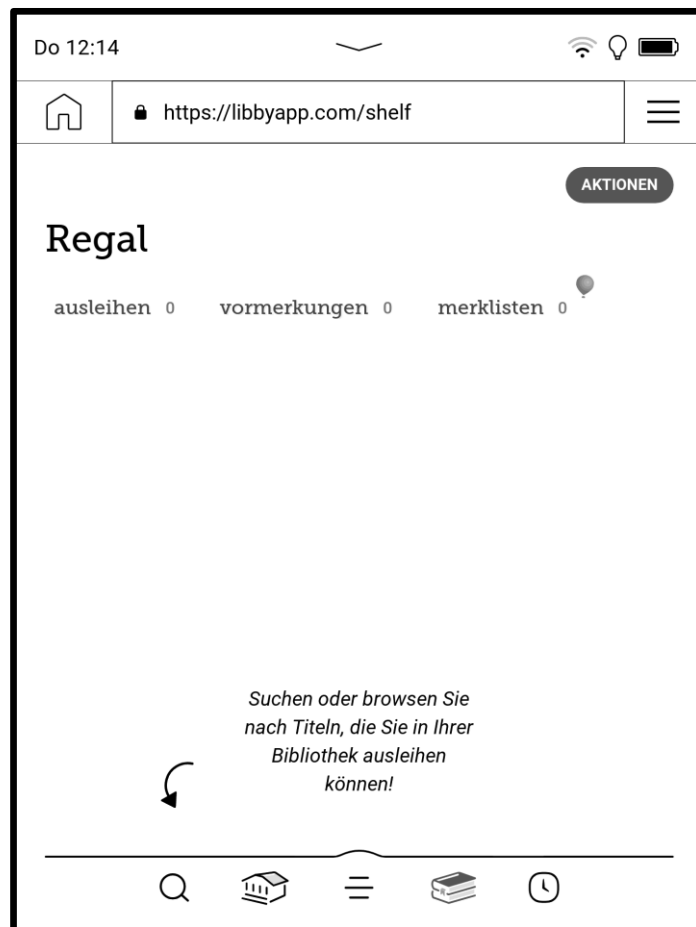 Do 12:14
https://libbyapp.com/shelf
AKTIONEN
Regal
ausleihen 0 vormerkungen 0 merklisten 0
Suchen oder browsen Sie
nach Titeln, die Sie in Ihrer
Bibliothek ausleihen
können!